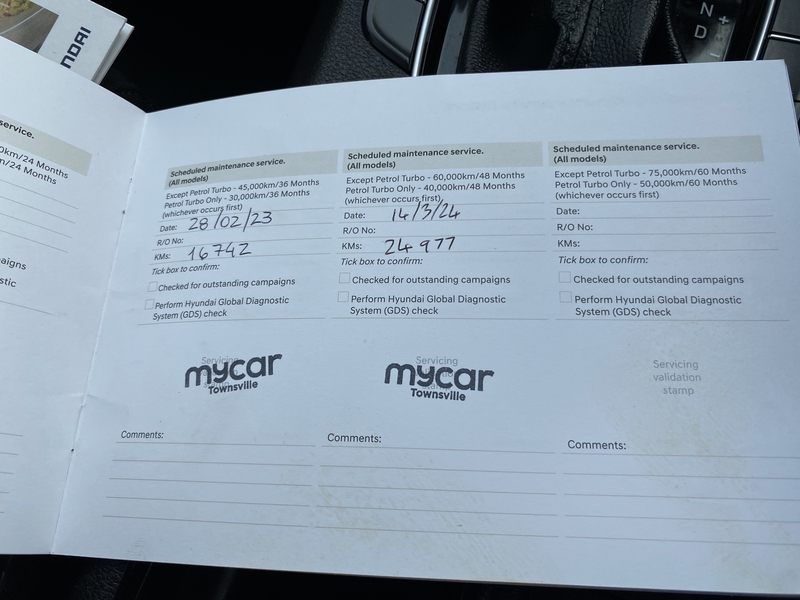 NDAI
N
D
+
service.
0km/24 Months
m/24 Months
aigns
stic
Scheduled maintenance service.
(All models)
Except Petrol Turbo - 45,000km/36 Months
Petrol Turbo Only - 30,000km/36 Months
(whichever occurs first)
Date: 28/02/23
R/O No:
KMs: 16742
Tick box to confirm:
Checked for outstanding campaigns
Perform Hyundai Global Diagnostic
System (GDS) check
Servicing
mycar
Townsville
Comments:
Scheduled maintenance service.
(All models)
Except Petrol Turbo - 60,000km/48 Months
Petrol Turbo Only - 40,000km/48 Months
(whichever occurs first)
Date: 14/3/24
R/O No:
KMs: 24977
Tick box to confirm:
Checked for outstanding campaigns
Perform Hyundai Global Diagnostic
System (GDS) check
Servicing
mycar
Townsville
Comments:
Scheduled maintenance service.
(All models)
Except Petrol Turbo - 75,000km/60 Months
Petrol Turbo Only - 50,000km/60 Months
(whichever occurs first)
Date:
R/O No:
KMs:
Tick box to confirm:
Checked for outstanding campaigns
Perform Hyundai Global Diagnostic
System (GDS) check
Servicing
validation
stamp
Comments: